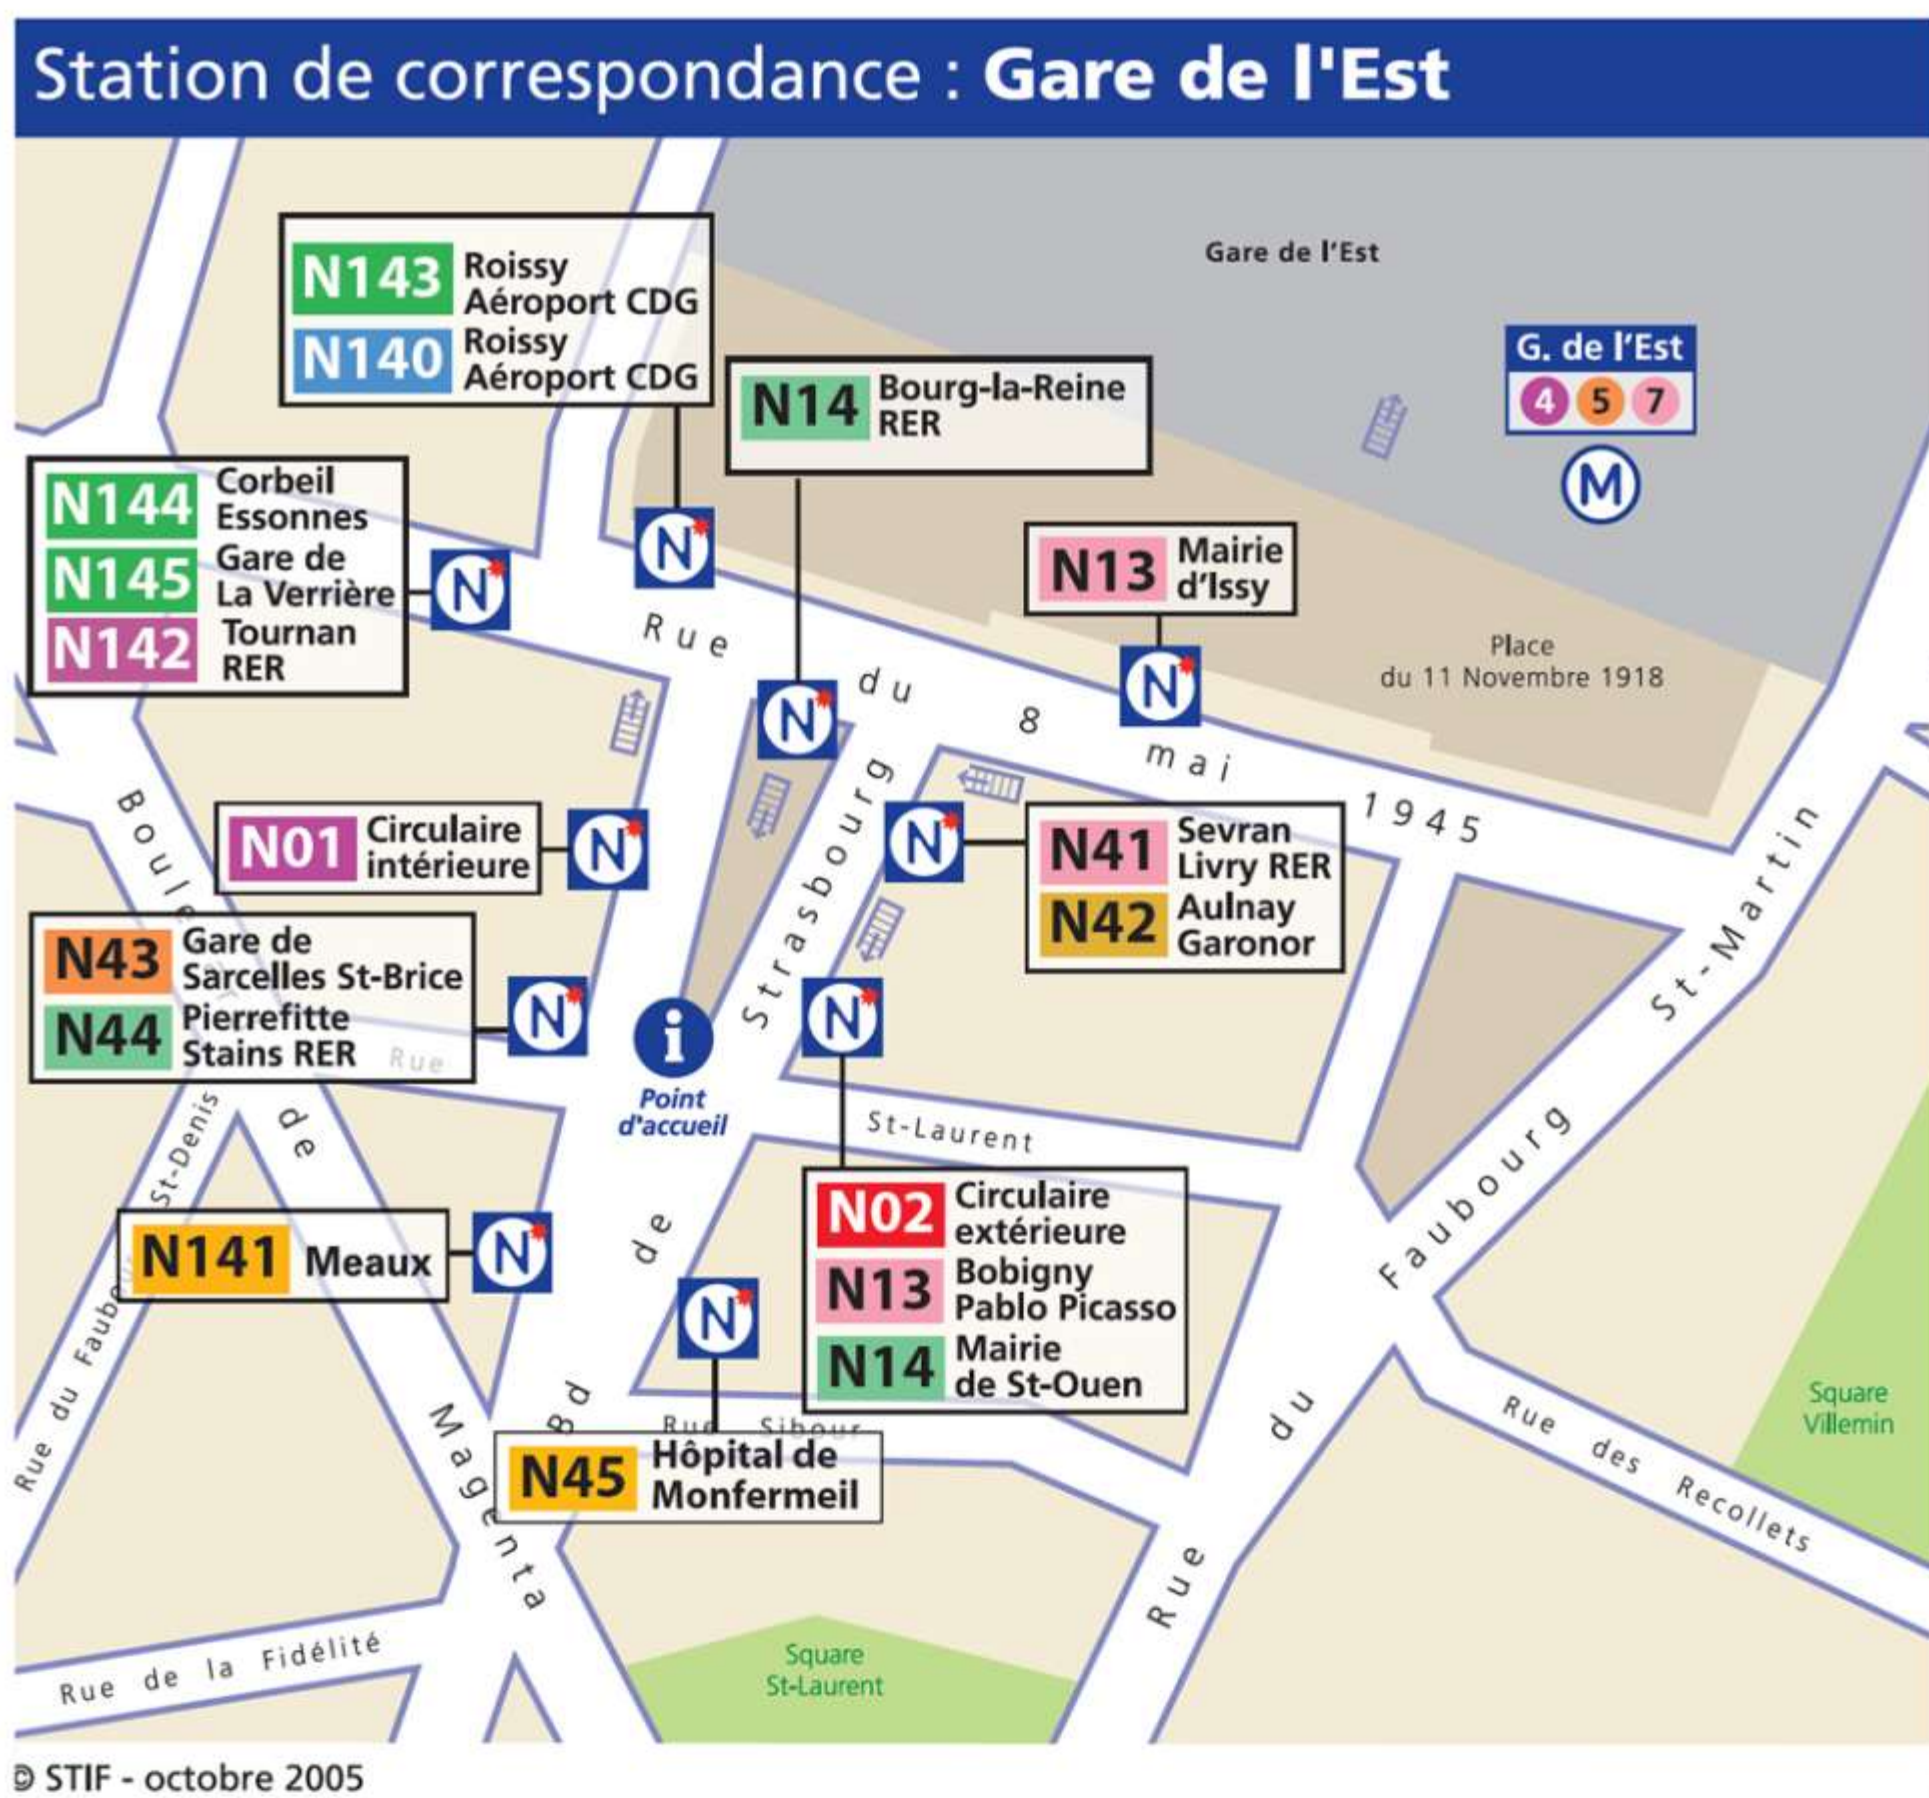 Station de correspondance : Gare de l'Est
Gare de l'Est
N143 Roissy
Aéroport CDG
N140 Roissy
Aéroport CDG
G. de l'Est
4 5 7
M
N14 Bourg-la-Reine
RER
N144 Corbeil
Essonnes
N145 Gare de
La Verrière
N142 Tournan
RER
N
N
N
N
N13 Mairie
d'Issy
Place
du 11 Novembre 1918
Rue du 8 mai 1945
N01 Circulaire
intérieure
N
N
N41 Sevran
Livry RER
N42 Aulnay
Garonor
N43 Gare de
Sarcelles St-Brice
N44 Pierrefitte
Stains RER
N
N
i
Point
d'accueil
Rue
St-Laurent
Bd de Strasbourg
Rue du Faubourg St-Martin
Rue du Faubourg St-Denis
Boulevard de Magenta
N141 Meaux
N
N
N02 Circulaire
extérieure
N13 Bobigny
Pablo Picasso
N14 Mairie
de St-Ouen
Rue Sibour
N45 Hôpital de
Monfermeil
Rue des Recollets
Square
Villemin
Rue de la Fidélité
Square
St-Laurent
© STIF - octobre 2005